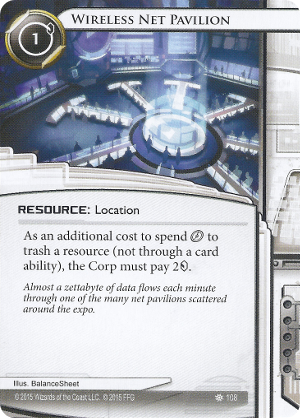 WIRELESS NET PAVILION
1
RESOURCE: Location
As an additional cost to spend to
trash a resource (not through a card
ability), the Corp must pay 2.
Almost a zettabyte of data flows each minute
through one of the many net pavilions scattered
around the expo.
Illus. BalanceSheet
© 2015 Wizards of the Coast LLC. © 2015 FFG
108